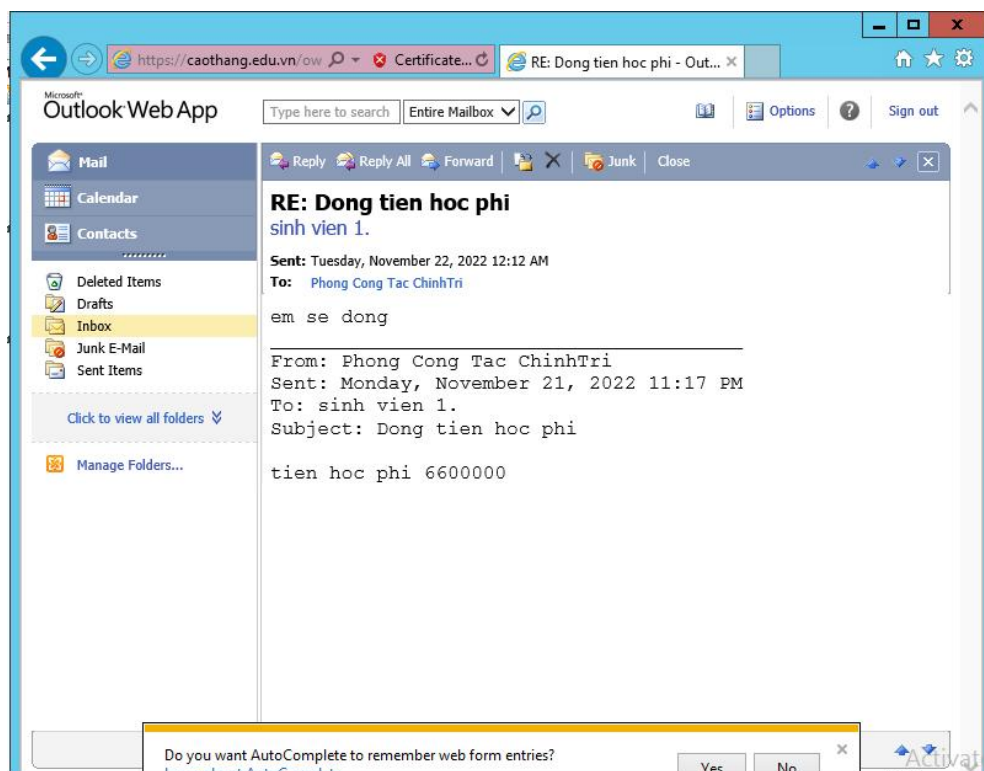 https://caothang.edu.vn/ow
Certificate...
RE: Dong tien hoc phi - Out...
Microsoft
Outlook Web App
Type here to search
Entire Mailbox
Options
Sign out
Mail
Calendar
Contacts
Deleted Items
Drafts
Inbox
Junk E-Mail
Sent Items
Click to view all folders
Manage Folders...
Reply Reply All Forward Junk Close
RE: Dong tien hoc phi
sinh vien 1.
Sent: Tuesday, November 22, 2022 12:12 AM
To: Phong Cong Tac ChinhTri
em se dong
From: Phong Cong Tac ChinhTri
Sent: Monday, November 21, 2022 11:17 PM
To: sinh vien 1.
Subject: Dong tien hoc phi
tien hoc phi 6600000
Do you want AutoComplete to remember web form entries?
Yes No
Activat